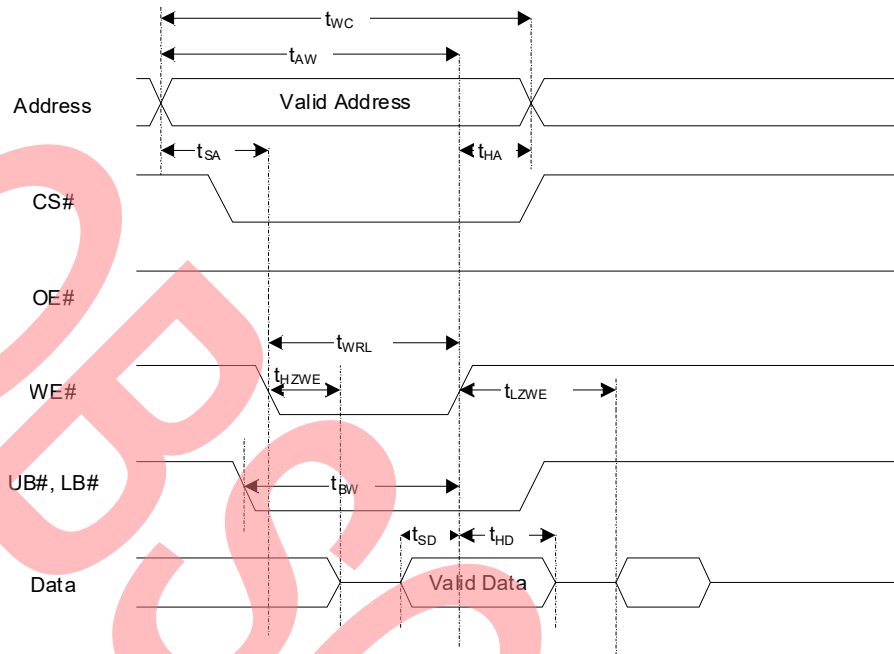 tWC
tAW
Address Valid Address
tSA tHA
CS#
OE#
tWRL
WE# tHZWE tLZWE
UB#, LB# tBW
tSD tHD
Data Valid Data
OBSO